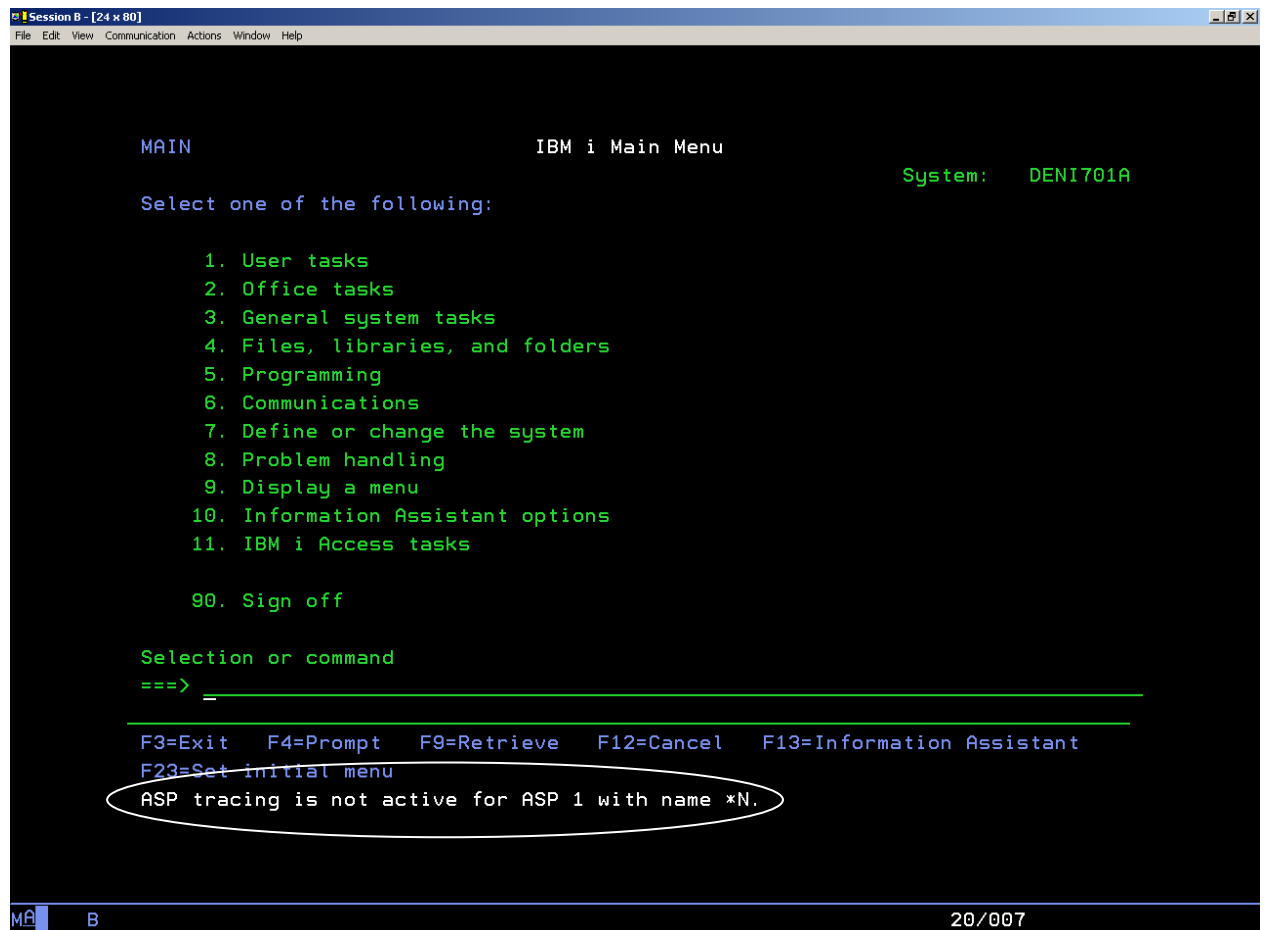 Session B - [24 x 80]
File Edit View Communication Actions Window Help
MAIN IBM i Main Menu
System: DENI701A
Select one of the following:
1. User tasks
2. Office tasks
3. General system tasks
4. Files, libraries, and folders
5. Programming
6. Communications
7. Define or change the system
8. Problem handling
9. Display a menu
10. Information Assistant options
11. IBM i Access tasks
90. Sign off
Selection or command
===>
F3=Exit F4=Prompt F9=Retrieve F12=Cancel F13=Information Assistant
F23=Set initial menu
ASP tracing is not active for ASP 1 with name *N.
MA B 20/007